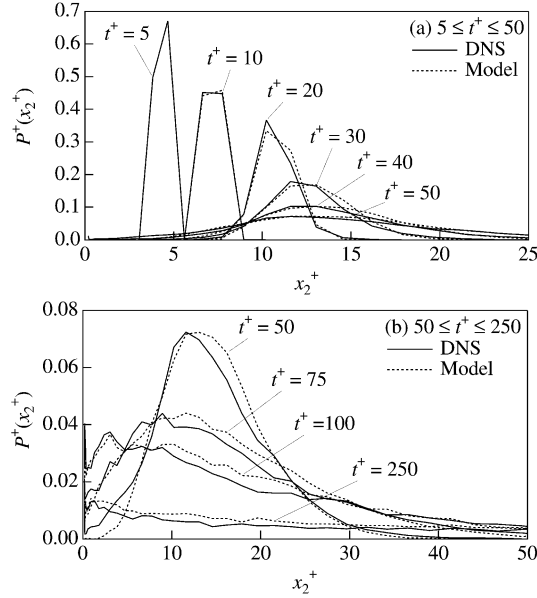 (a) 5 ≤ t⁺ ≤ 50
DNS
Model
t⁺ = 5
t⁺ = 10
t⁺ = 20
t⁺ = 30
t⁺ = 40
t⁺ = 50
P⁺(x₂⁺)
0.7
0.6
0.5
0.4
0.3
0.2
0.1
0.0
0 5 10 15 20 25
x₂⁺
(b) 50 ≤ t⁺ ≤ 250
DNS
Model
t⁺ = 50
t⁺ = 75
t⁺ = 100
t⁺ = 250
P⁺(x₂⁺)
0.08
0.06
0.04
0.02
0.00
0 10 20 30 40 50
x₂⁺